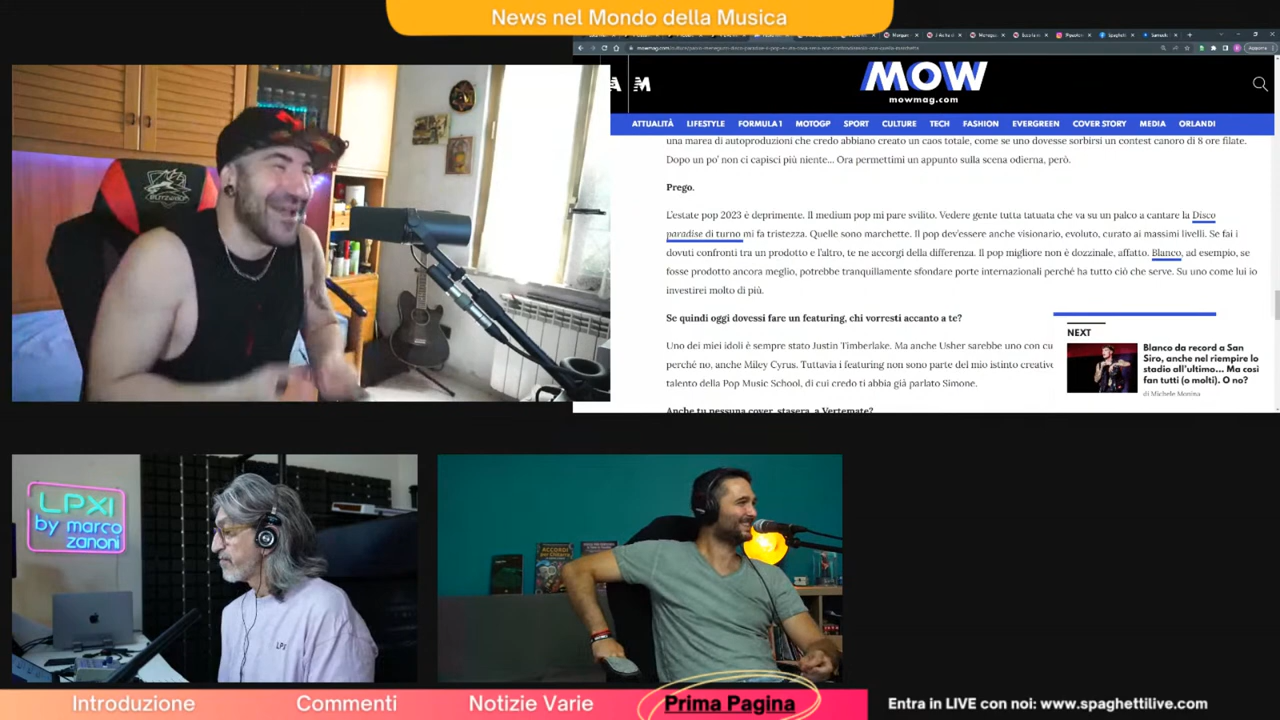 News nel Mondo della Musica
MOW
mowmag.com
ATTUALITÀ LIFESTYLE FORMULA 1 MOTOGP SPORT CULTURE TECH FASHION EVERGREEN COVER STORY MEDIA ORLANDI
una marea di autoproduzioni che credo abbiano creato un caos totale, come se uno dovesse sorbirsi un contest canoro di 8 ore filate.
Dopo un po' non ci capisci più niente... Ora permettimi un appunto sulla scena odierna, però.
Prego.
L'estate pop 2023 è deprimente. Il medium pop mi pare svilito. Vedere gente tutta tatuata che va su un palco a cantare la Disco
paradise di turno mi fa tristezza. Quelle sono marchette. Il pop dev'essere anche visionario, evoluto, curato ai massimi livelli. Se fai i
dovuti confronti tra un prodotto e l'altro, te ne accorgi della differenza. Il pop migliore non è dozzinale, affatto. Blanco, ad esempio, se
fosse prodotto ancora meglio, potrebbe tranquillamente sfondare porte internazionali perché ha tutto ciò che serve. Su uno come lui io
investirei molto di più.
Se quindi oggi dovessi fare un featuring, chi vorresti accanto a te?
Uno dei miei idoli è sempre stato Justin Timberlake. Ma anche Usher sarebbe uno con cu
perché no, anche Miley Cyrus. Tuttavia i featuring non sono parte del mio istinto creativo
talento della Pop Music School, di cui credo ti abbia già parlato Simone.
Anche tu nessuna cover, stasera, a Vertemate?
NEXT
Blanco da record a San
Siro, anche nel riempire lo
stadio all'ultimo... Ma così
fan tutti (o molti). O no?
di Michele Monina
LPXI
by marco
zanoni
LPX
ACCORDI
Introduzione Commenti Notizie Varie Prima Pagina Entra in LIVE con noi: www.spaghettilive.com